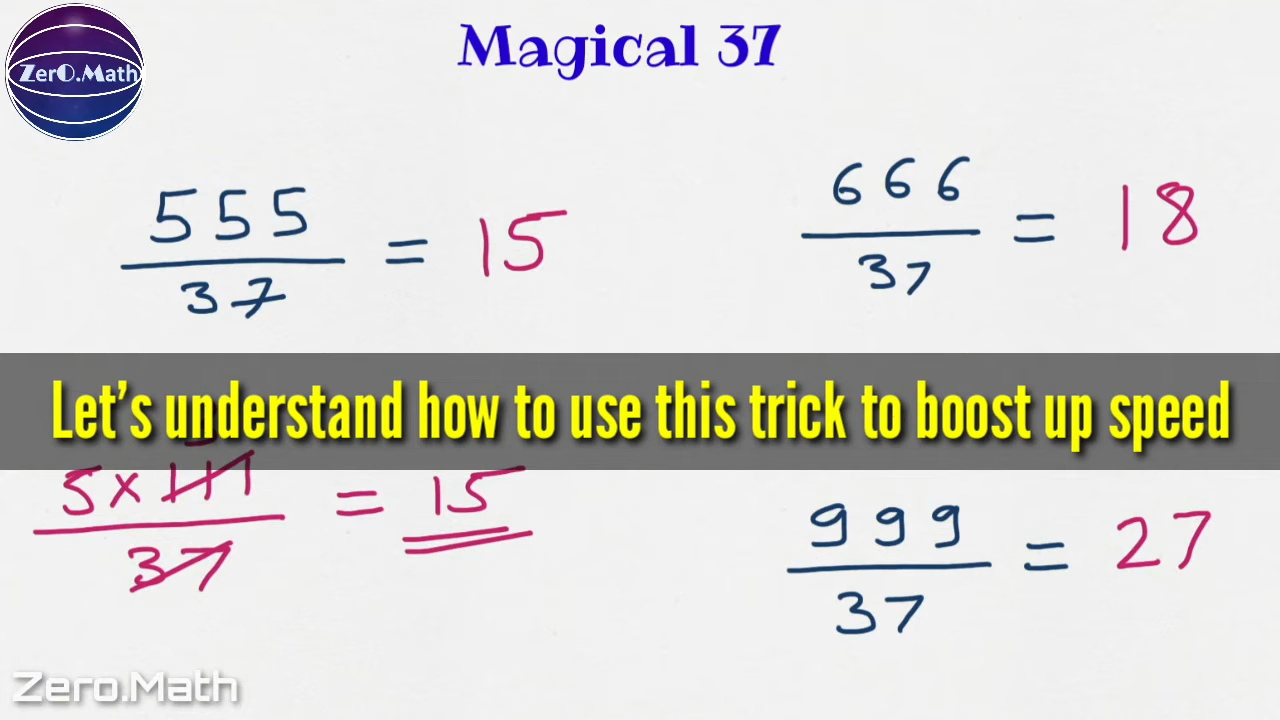 ZerO.Math
Magical 37
555
37
= 15
666
37
= 18
Let's understand how to use this trick to boost up speed
5 x 111
37
= 15
999
37
= 27
Zero.Math